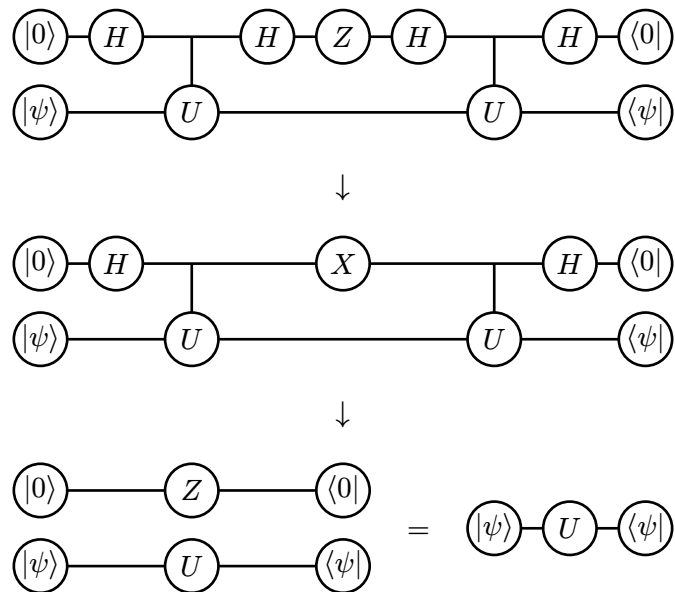 |0⟩ H H Z H H ⟨0|
|ψ⟩ U U ⟨ψ|
↓
|0⟩ H X H ⟨0|
|ψ⟩ U U ⟨ψ|
↓
|0⟩ Z ⟨0|
= |ψ⟩ U ⟨ψ|
|ψ⟩ U ⟨ψ|